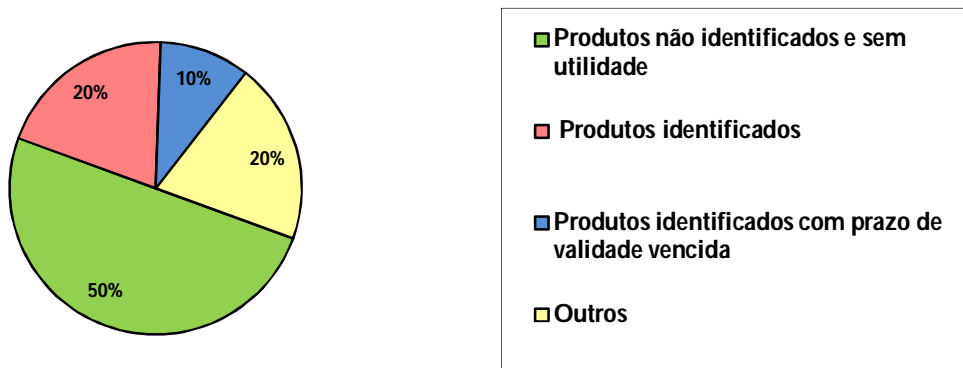 20%
10%
20%
50%
Produtos não identificados e sem
utilidade
Produtos identificados
Produtos identificados com prazo de
validade vencida
Outros